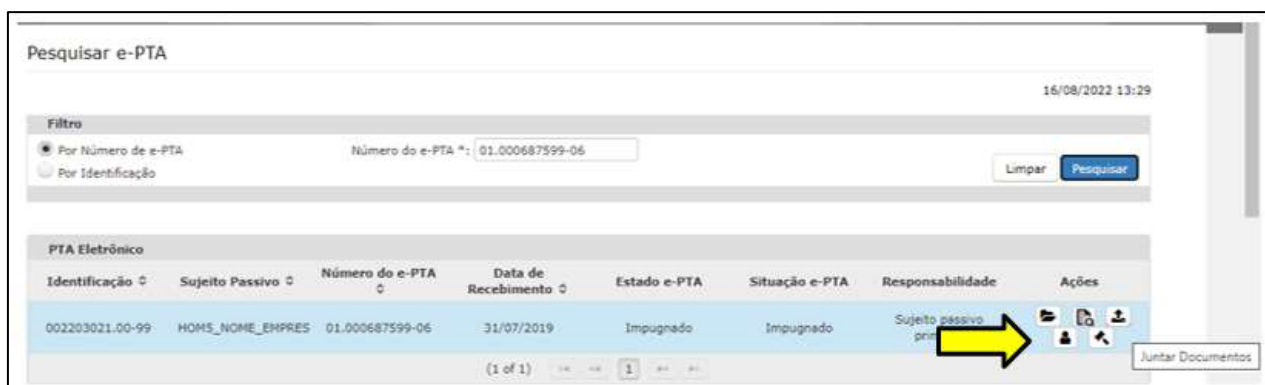 Pesquisar e-PTA
16/08/2022 13:29
Filtro
Por Número de e-PTA
Número do e-PTA *: 01.000687599-06
Por Identificação
Limpar Pesquisar
PTA Eletrônico
Identificação Sujeito Passivo Número do e-PTA Data de Recebimento Estado e-PTA Situação e-PTA Responsabilidade Ações
002203021.00-99 HOMS_NOME_EMPRES 01.000687599-06 31/07/2019 Impugnado Impugnado Sujeito passivo
Juntar Documentos
(1 of 1) 1